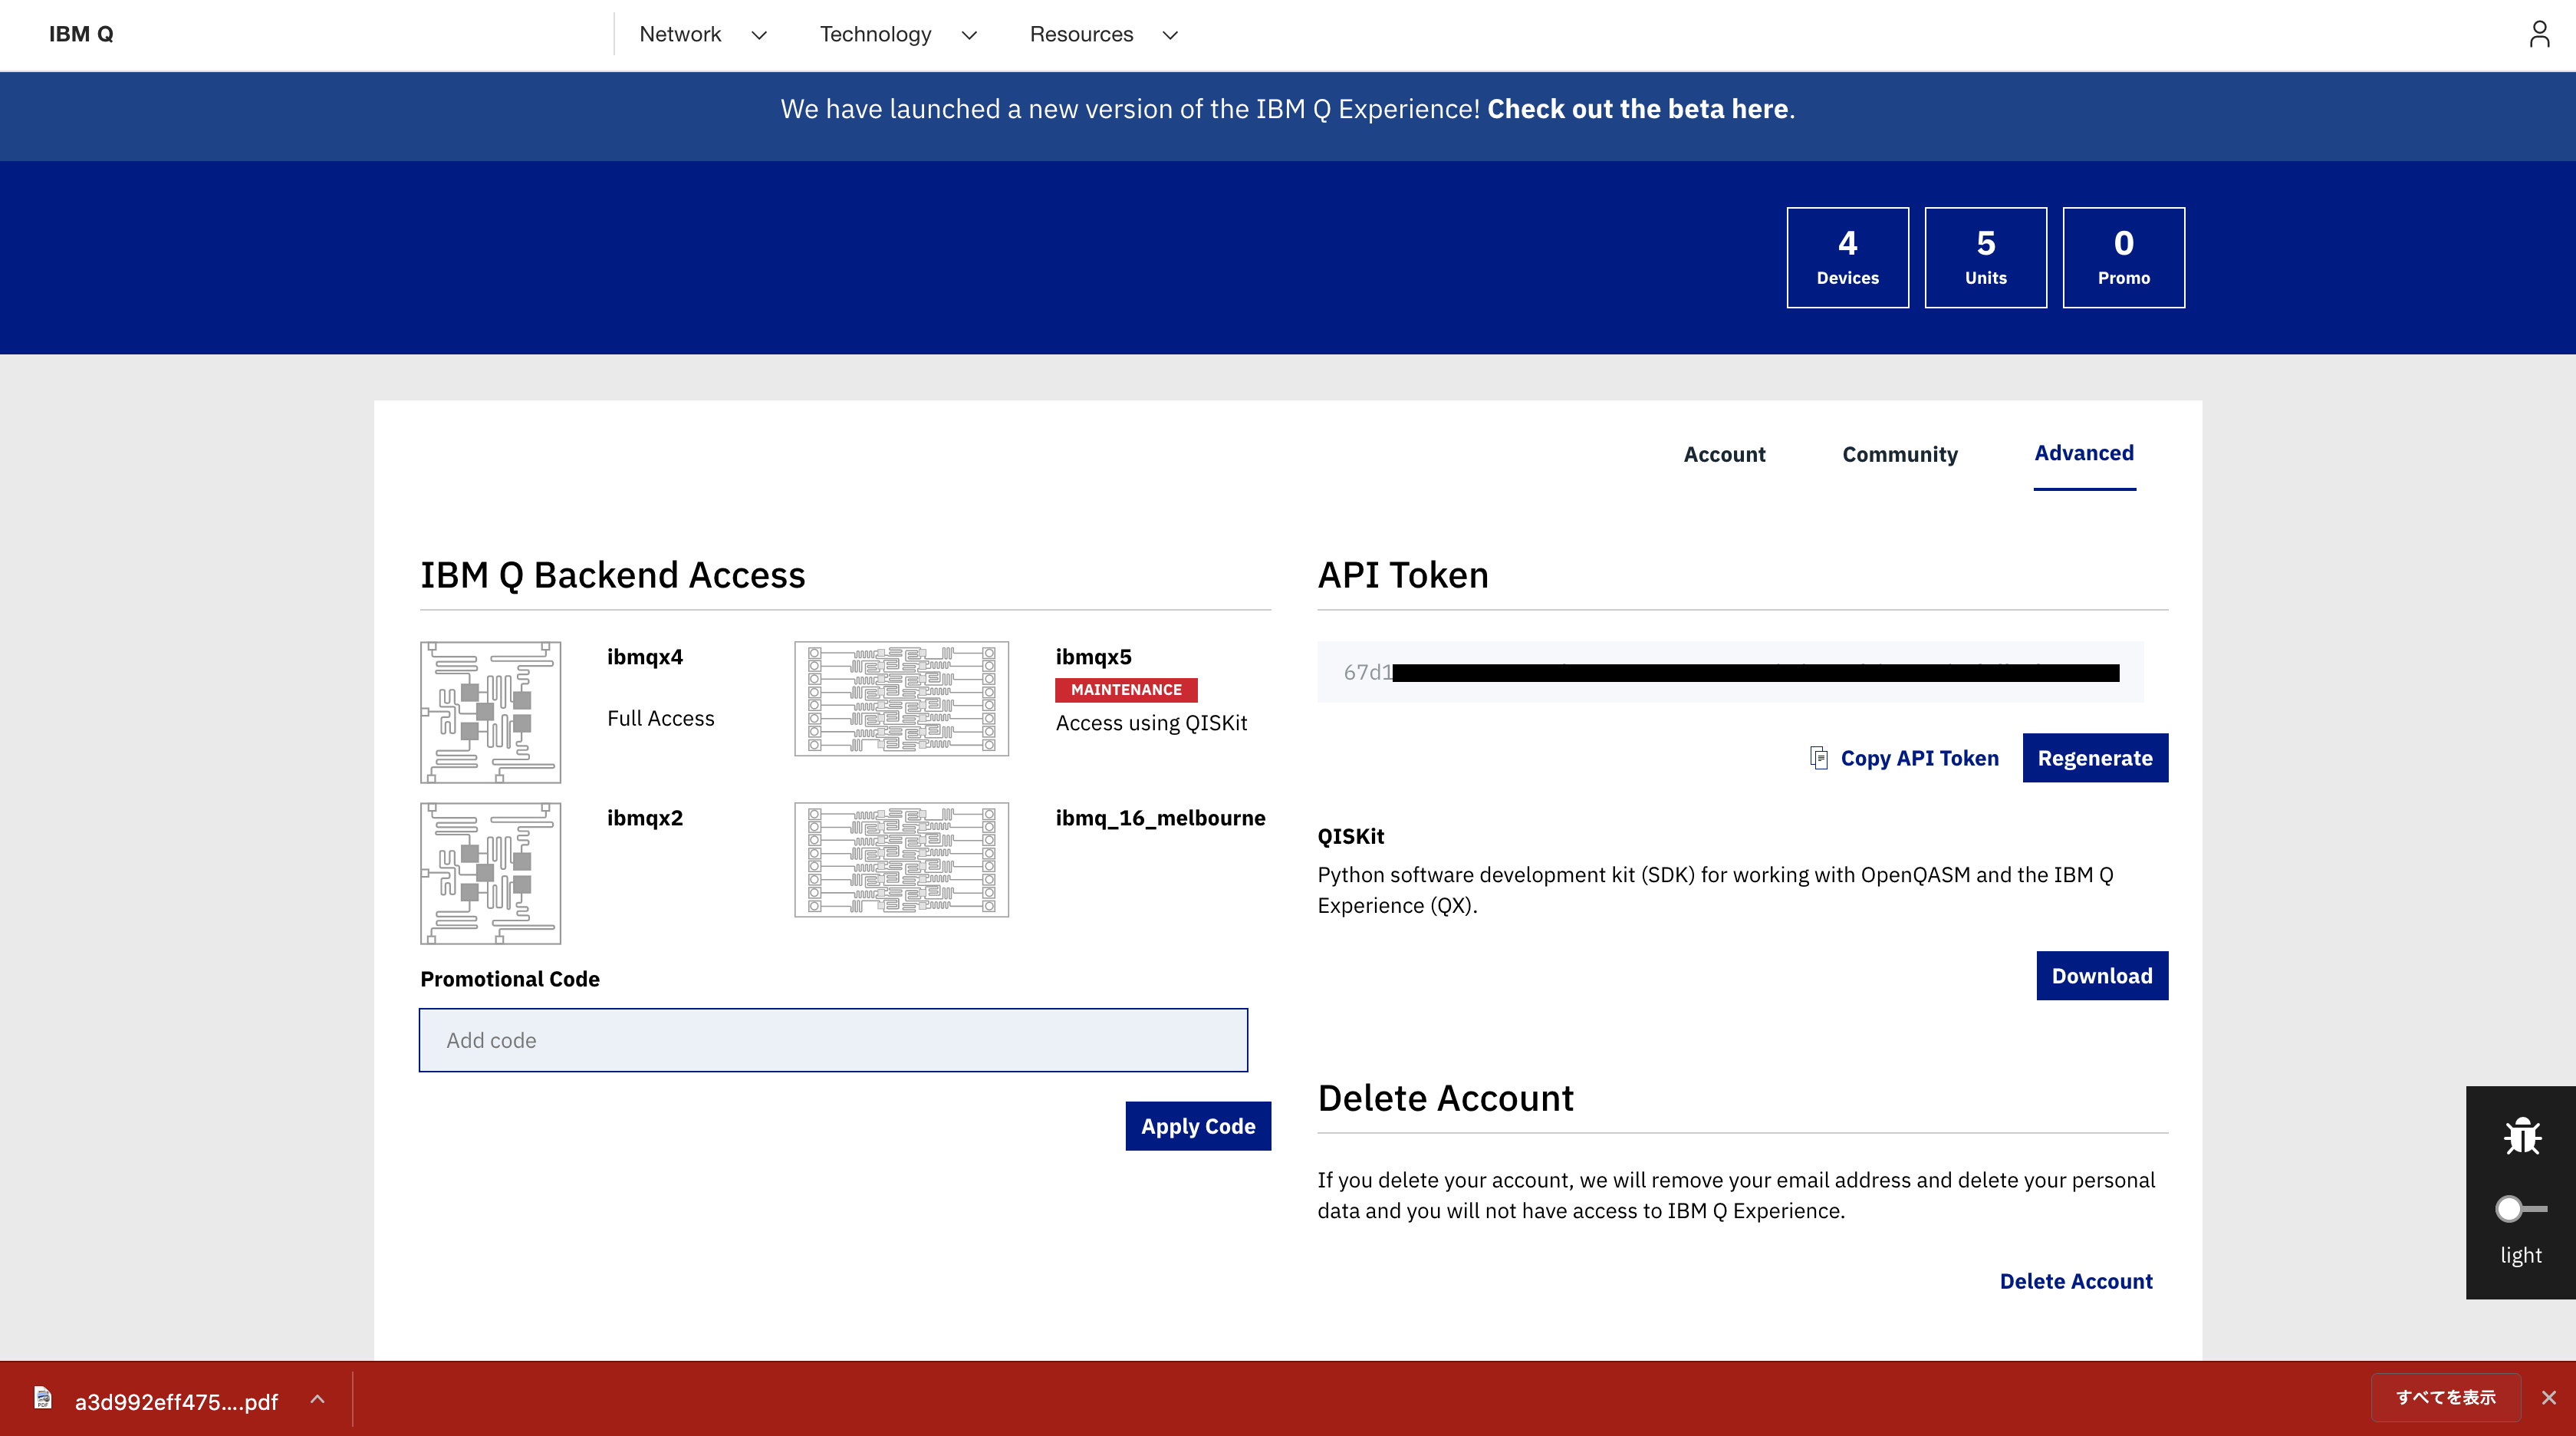 IBM Q
Network
Technology
Resources
We have launched a new version of the IBM Q Experience! Check out the beta here.
4
Devices
5
Units
0
Promo
Account
Community
Advanced
IBM Q Backend Access
ibmqx4
Full Access
ibmqx5
MAINTENANCE
Access using QISKit
ibmqx2
ibmq_16_melbourne
Promotional Code
Add code
Apply Code
API Token
67d1
Copy API Token
Regenerate
QISKit
Python software development kit (SDK) for working with OpenQASM and the IBM Q
Experience (QX).
Download
Delete Account
If you delete your account, we will remove your email address and delete your personal
data and you will not have access to IBM Q Experience.
Delete Account
light
a3d992eff475....pdf
すべてを表示